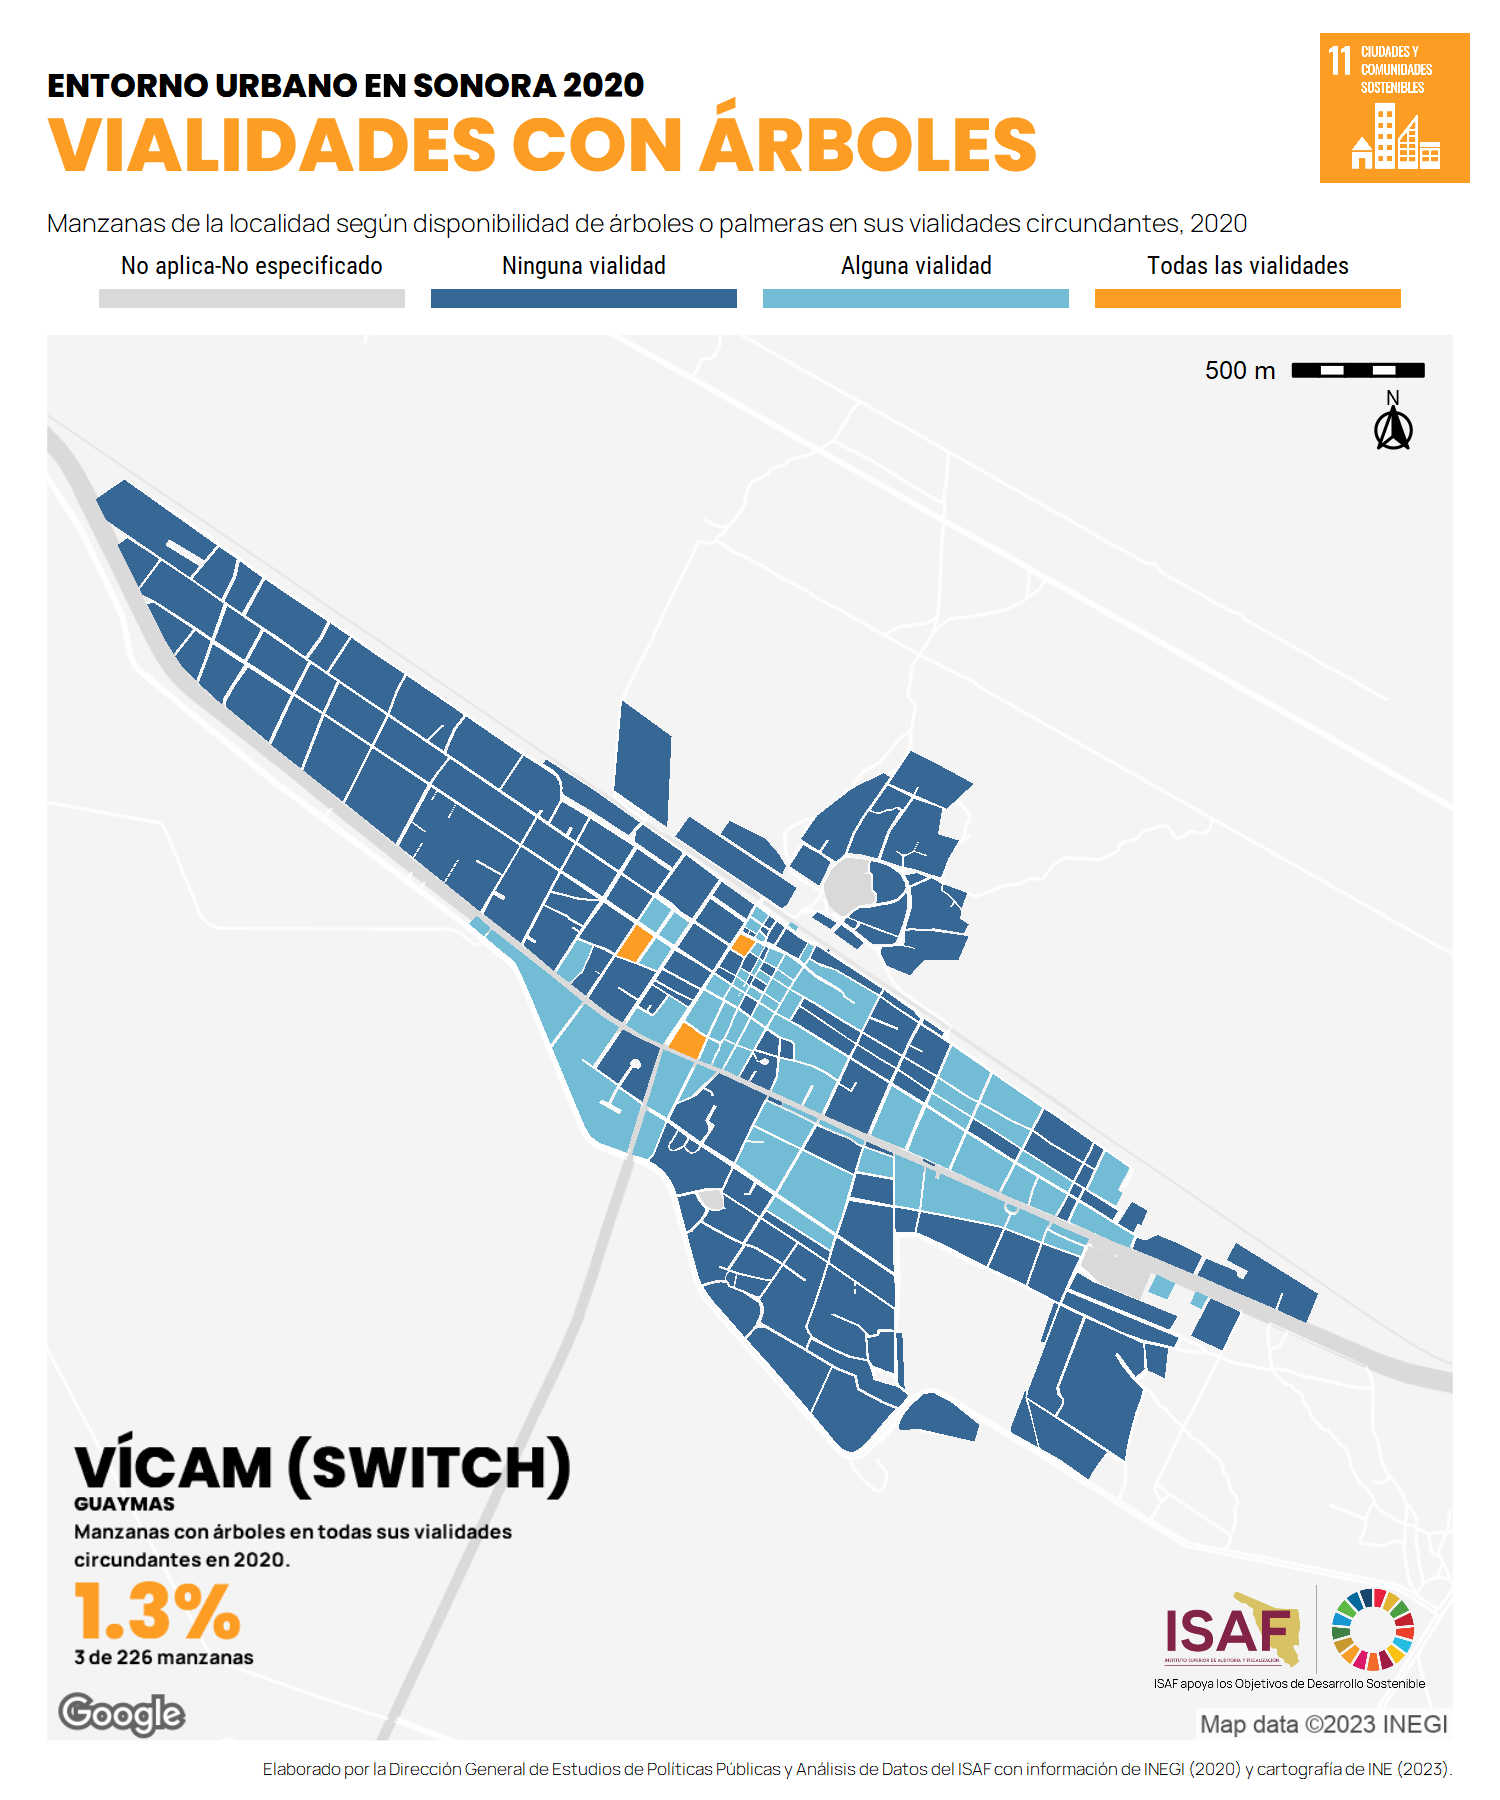 ENTORNO URBANO EN SONORA 2020
VIALIDADES CON ÁRBOLES
11 CIUDADES Y
COMUNIDADES
SOSTENIBLES
Manzanas de la localidad según disponibilidad de árboles o palmeras en sus vialidades circundantes, 2020
No aplica-No especificado Ninguna vialidad Alguna vialidad Todas las vialidades
500 m
N
VÍCAM (SWITCH)
GUAYMAS
Manzanas con árboles en todas sus vialidades
circundantes en 2020.
1.3%
3 de 226 manzanas
Google
ISAF
INSTITUTO SUPERIOR DE AUDITORÍA Y FISCALIZACIÓN
ISAF apoya los Objetivos de Desarrollo Sostenible
Map data ©2023 INEGI
Elaborado por la Dirección General de Estudios de Políticas Públicas y Análisis de Datos del ISAF con información de INEGI (2020) y cartografía de INE (2023).